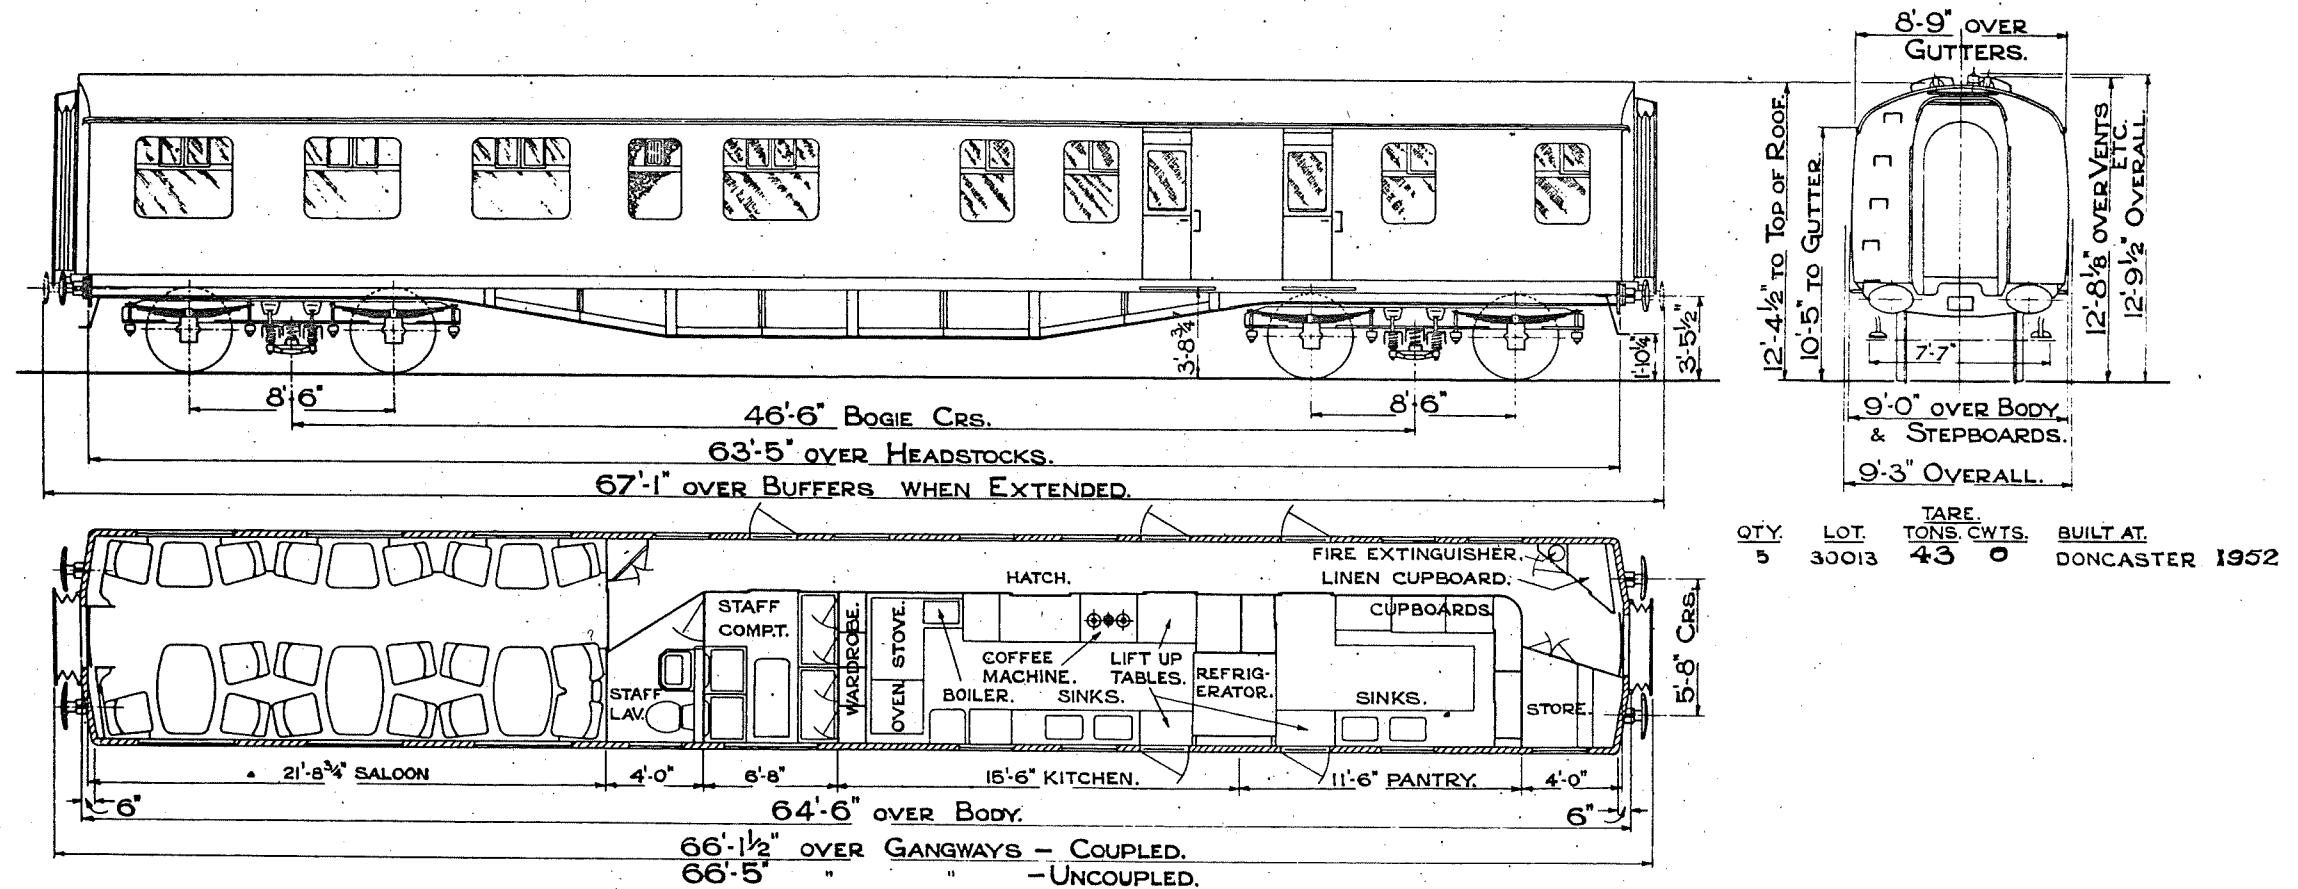 8'-9" OVER
GUTTERS.
12'-4½" TO TOP OF ROOF.
10'-5" TO GUTTER.
12'-8⅛" OVER VENTS
ETC.
12'-9½" OVERALL.
7'-7"
3'-8¾"
1'-10¼"
3'-5½"
8'-6"
46'-6" BOGIE CRS.
8'-6"
9'-0" OVER BODY
& STEPBOARDS.
63'-5" OVER HEADSTOCKS.
9'-3" OVERALL.
67'-1" OVER BUFFERS WHEN EXTENDED.
TARE.
QTY. LOT. TONS. CWTS. BUILT AT.
5 30013 43 0 DONCASTER 1952
FIRE EXTINGUISHER.
HATCH.
LINEN CUPBOARD.
STAFF
COMPT.
WARDROBE.
STOVE.
OVEN.
CUPBOARDS.
COFFEE
MACHINE.
LIFT UP
TABLES.
REFRIG-
ERATOR.
BOILER.
SINKS.
SINKS.
STAFF
LAV.
STORE.
5'-8" CRS.
21'-8¾" SALOON
4'-0"
6'-8"
15'-6" KITCHEN.
11'-6" PANTRY.
4'-0"
6"
64'-6" OVER BODY.
6"
66'-1½" OVER GANGWAYS – COUPLED.
66'-5" " " – UNCOUPLED.